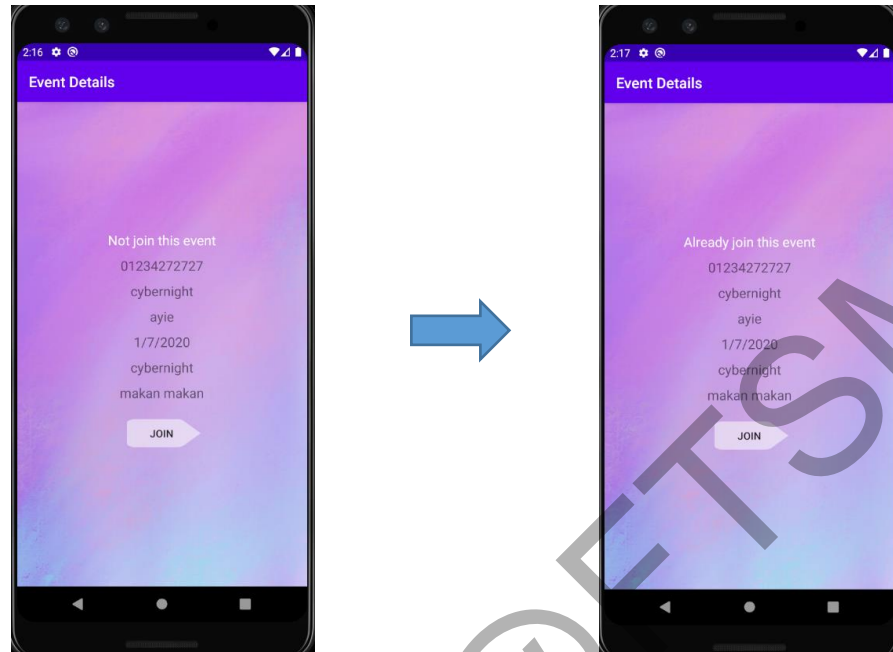 2:16
Event Details
Not join this event
01234272727
cybernight
ayie
1/7/2020
cybernight
makan makan
JOIN
2:17
Event Details
Already join this event
01234272727
cybernight
ayie
1/7/2020
cybernight
makan makan
JOIN
FTSM